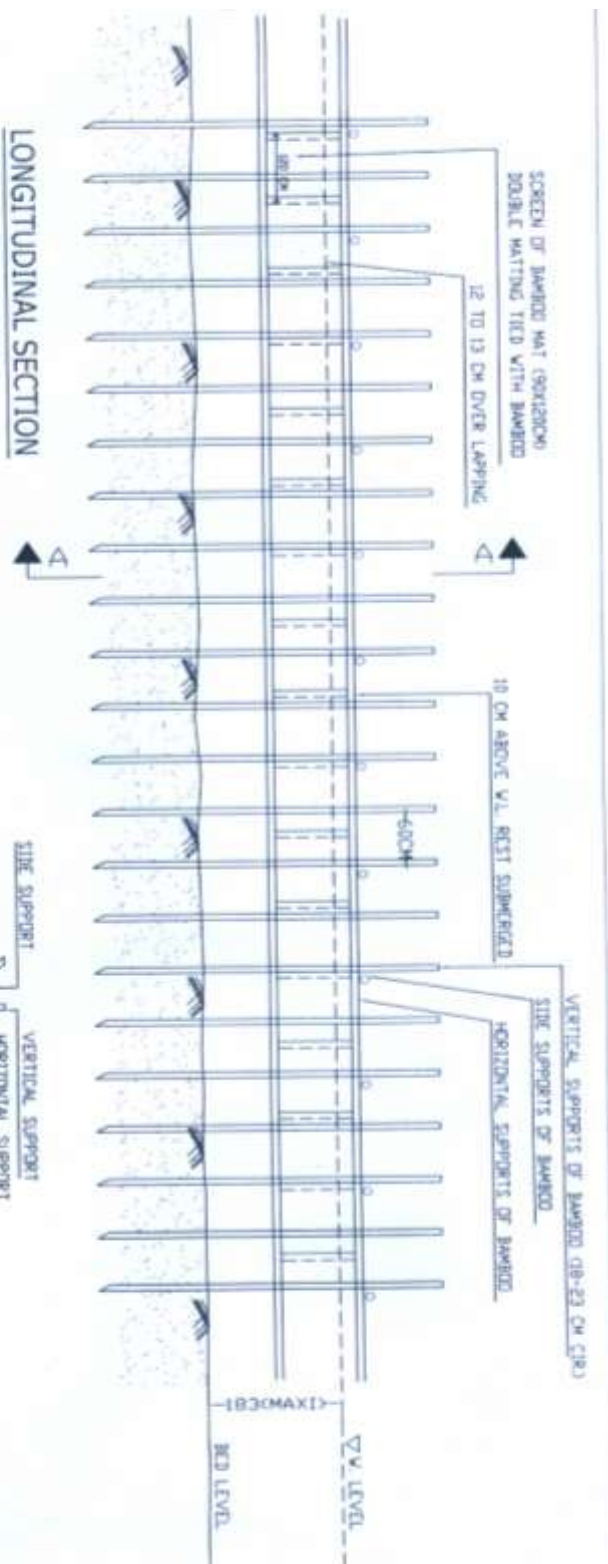 SCREEN OF BAMBOO MAT (90X120CM)
DOUBLE MATTING TIED WITH BAMBOO
12 TO 13 CM OVER LAPPING
A
10 CM ABOVE W.L. REST SUBMERGED
60CM
VERTICAL SUPPORTS OF BAMBOO (18-23 CM CIR.)
SIDE SUPPORTS OF BAMBOO
HORIZONTAL SUPPORTS OF BAMBOO
W. LEVEL
183(MAXI)
BED LEVEL
A
LONGITUDINAL SECTION
SIDE SUPPORT
VERTICAL SUPPORT
HORIZONTAL SUPPORT